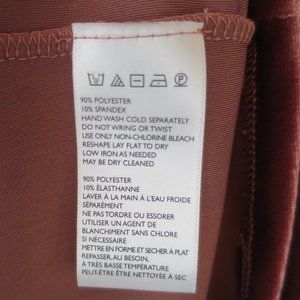 90% POLYESTER
10% SPANDEX
HAND WASH COLD SEPARATELY
DO NOT WRING OR TWIST
USE ONLY NON-CHLORINE BLEACH
RESHAPE LAY FLAT TO DRY
LOW IRON AS NEEDED
MAY BE DRY CLEANED
90% POLYESTER
10% ÉLASTHANNE
LAVER À LA MAIN À L'EAU FROIDE
SÉPARÉMENT
NE PAS TORDRE OU ESSORER
UTILISER UN AGENT DE
BLANCHIMENT SANS CHLORE
SI NÉCESSAIRE
METTRE EN FORME ET SÉCHER À PLAT
REPASSER, AU BESOIN,
À TRÈS BASSE TEMPÉRATURE
PEUT-ÊTRE ÊTRE NETTOYÉ À SEC